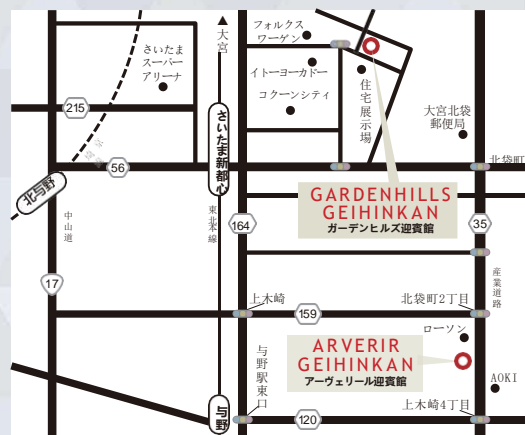 フォルクス
ワーゲン
▲大宮
さいたま
スーパー
アリーナ
イトーヨーカドー
コクーンシティ
住宅展示場
大宮北袋
郵便局
215
さいたま新都心
56
北袋町
北与野
GARDENHILLS
GEIHINKAN
ガーデンヒルズ迎賓館
中山道
東北本線
164
35
17
産業道路
上木崎
159
北袋町2丁目
ローソン
ARVERIR
GEIHINKAN
アーヴェリール迎賓館
与野駅東口
AOKI
与野
120
上木崎4丁目